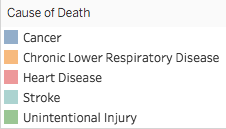 Cause of Death
Cancer
Chronic Lower Respiratory Disease
Heart Disease
Stroke
Unintentional Injury